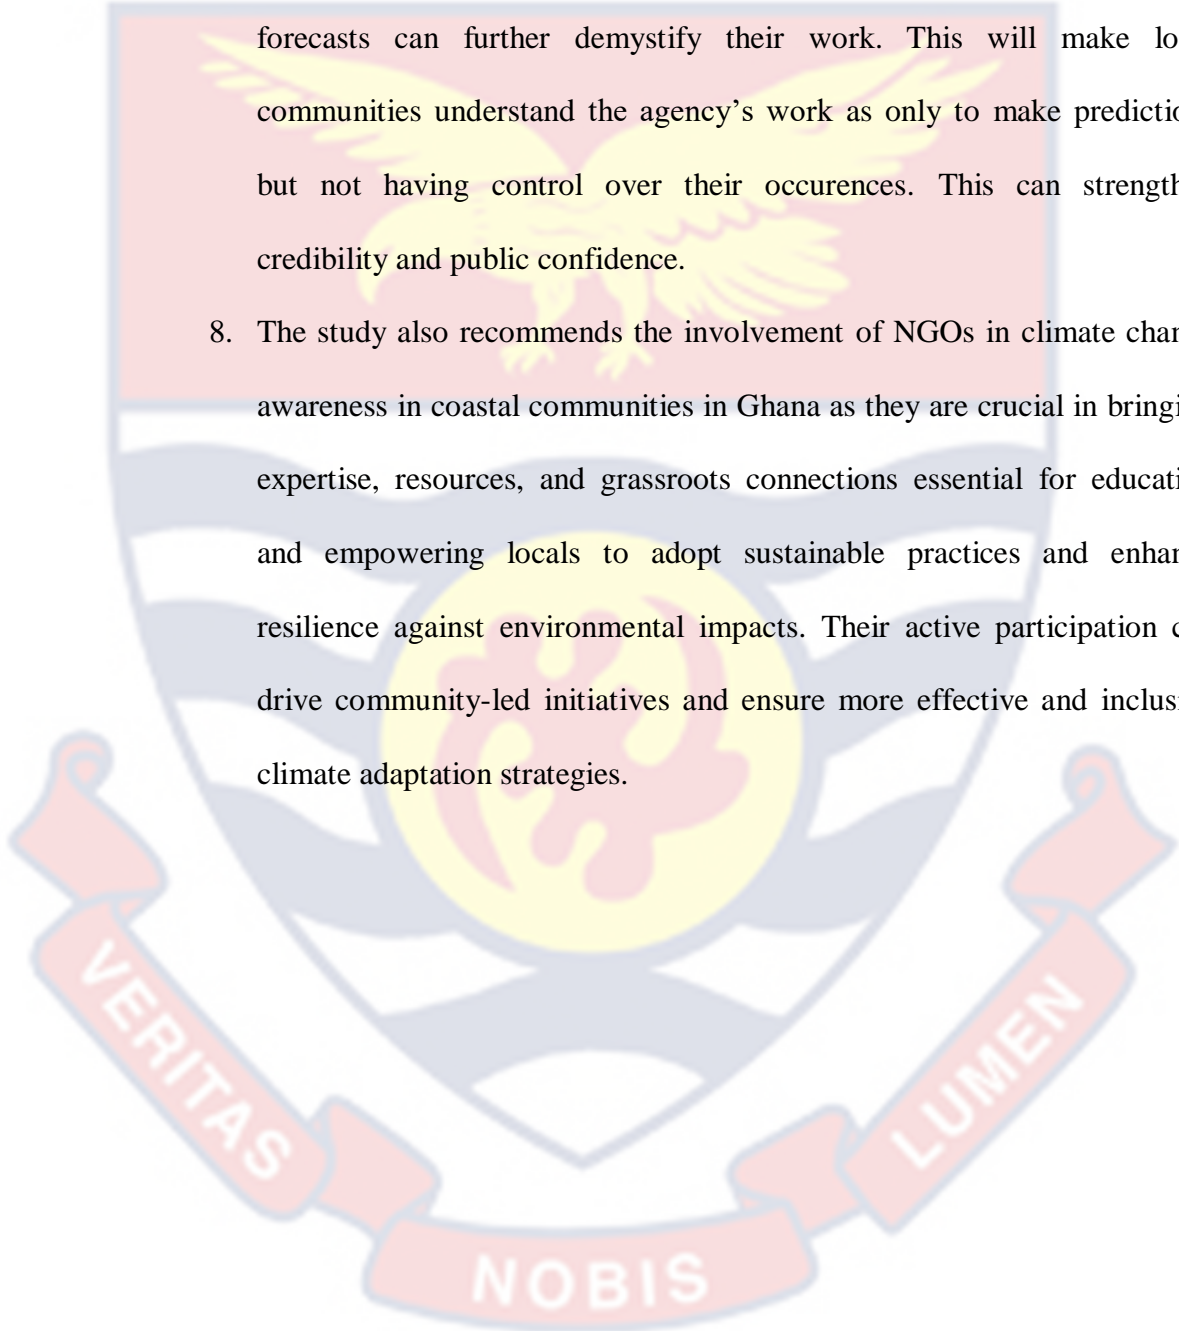 forecasts can further demystify their work. This will make lo
communities understand the agency's work as only to make predictio
but not having control over their occurences. This can strength
credibility and public confidence.
8. The study also recommends the involvement of NGOs in climate chan
awareness in coastal communities in Ghana as they are crucial in bringi
expertise, resources, and grassroots connections essential for educati
and empowering locals to adopt sustainable practices and enhan
resilience against environmental impacts. Their active participation c
drive community-led initiatives and ensure more effective and inclusi
climate adaptation strategies.
VERITAS
NOBIS
LUMEN